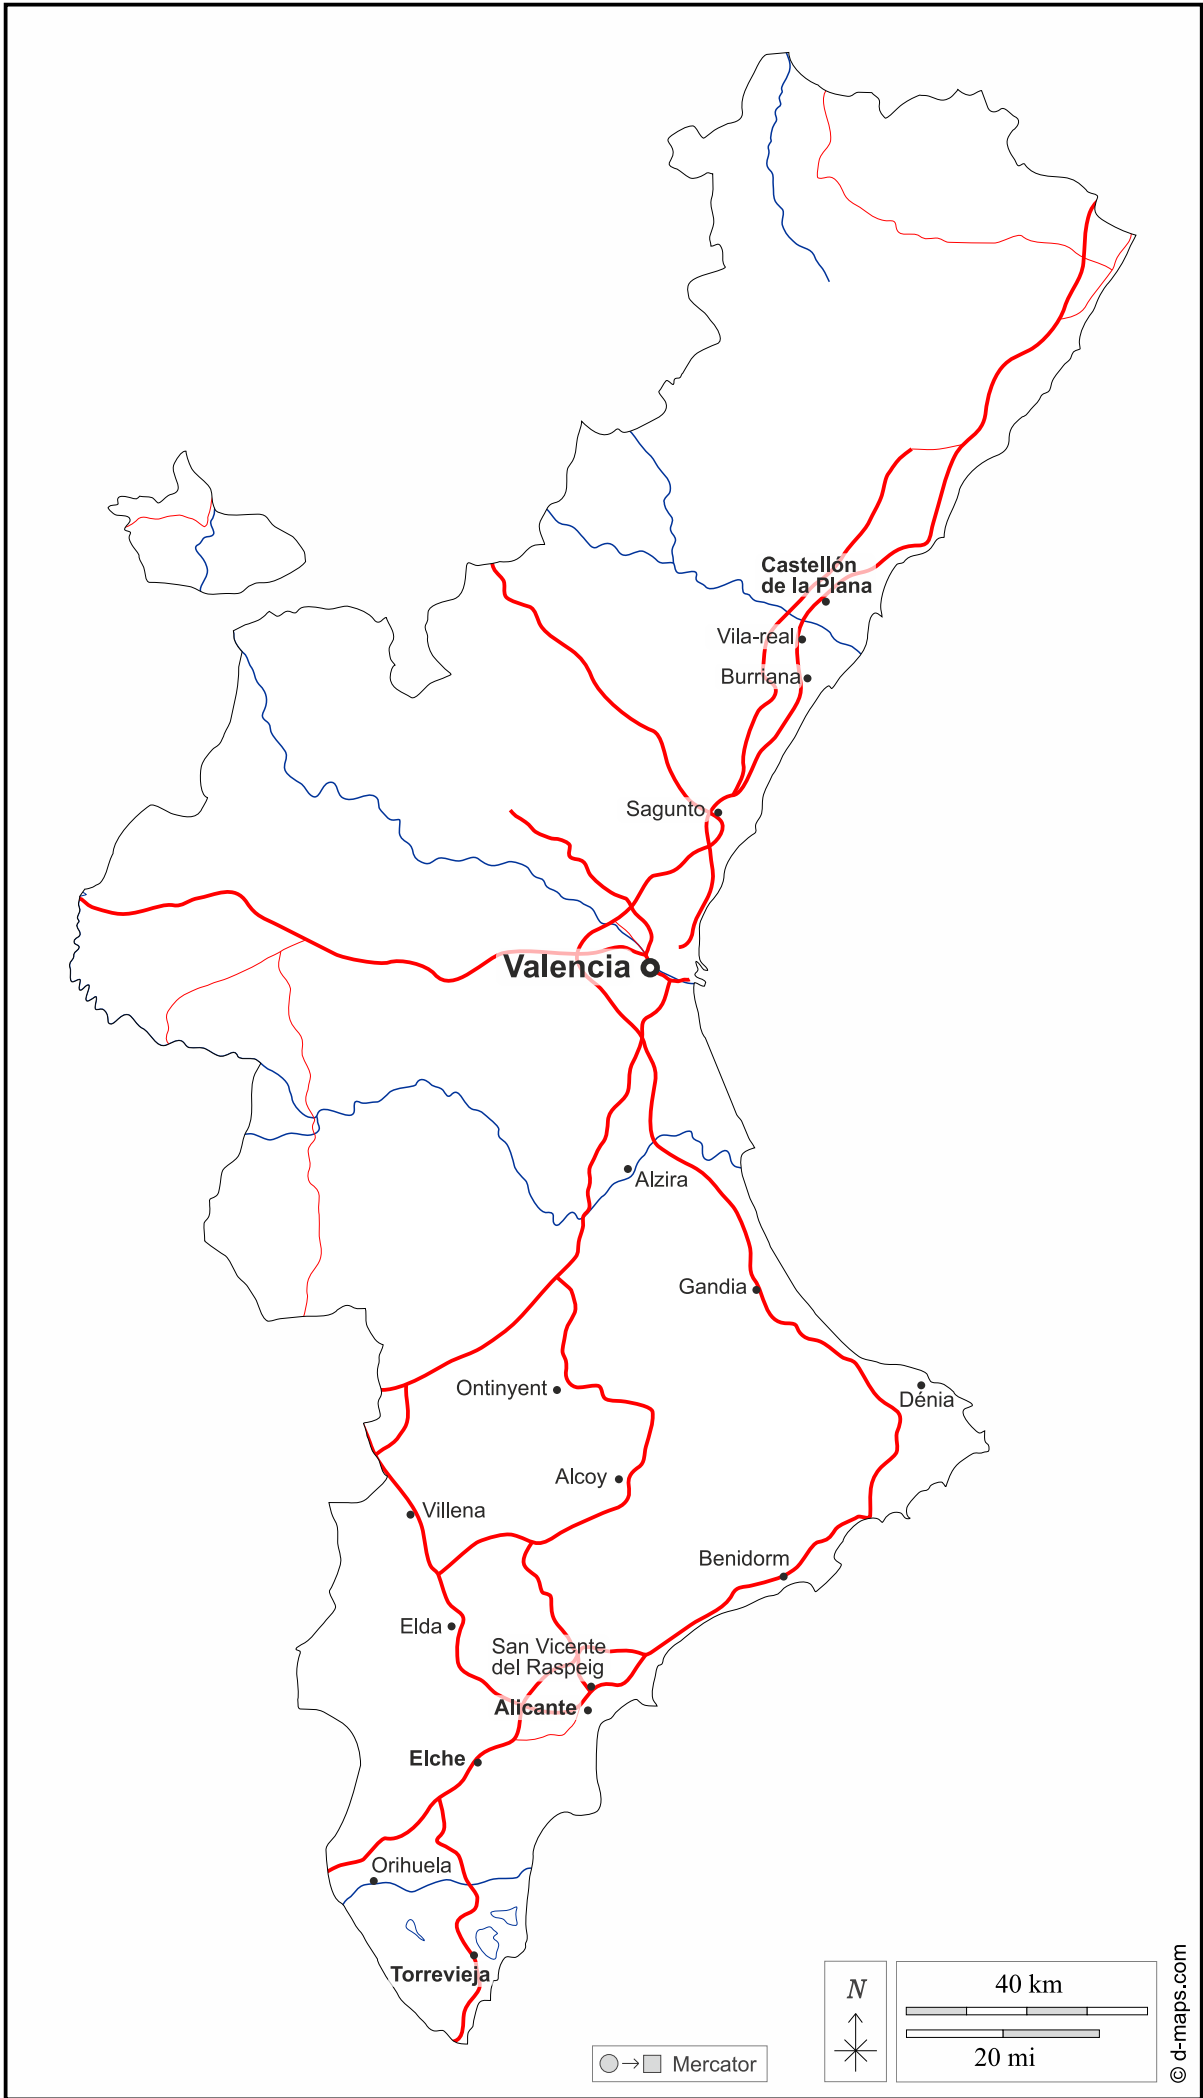 Castellón
de la Plana
Vila-real
Burriana
Sagunto
Valencia
Alzira
Gandia
Ontinyent
Dénia
Alcoy
Villena
Benidorm
Elda
San Vicente
del Raspeig
Alicante
Elche
Orihuela
Torrevieja
N
40 km
20 mi
Mercator
© d-maps.com